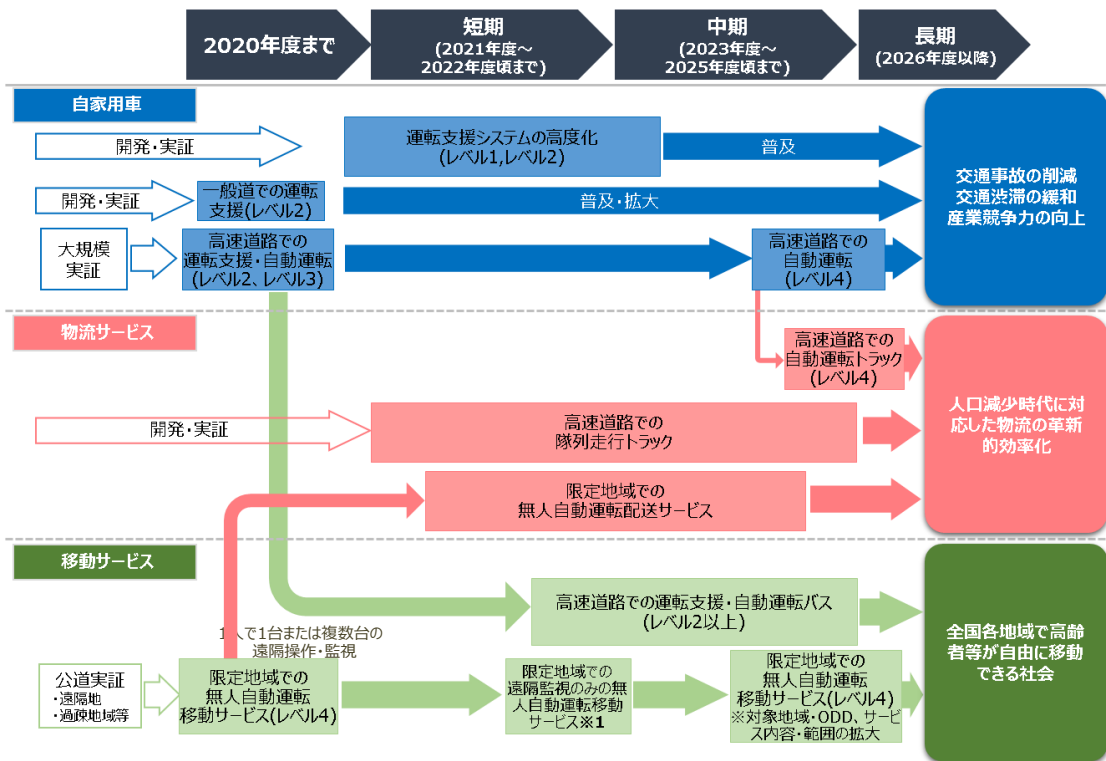 2020年度まで
短期
(2021年度～
2022年度頃まで)
中期
(2023年度～
2025年度頃まで)
長期
(2026年度以降)
自家用車
開発・実証
運転支援システムの高度化
(レベル1,レベル2)
普及
開発・実証
一般道での運転
支援(レベル2)
普及・拡大
大規模
実証
高速道路での
運転支援・自動運転
(レベル2、レベル3)
高速道路での
自動運転
(レベル4)
交通事故の削減
交通渋滞の緩和
産業競争力の向上
物流サービス
高速道路での
自動運転トラック
(レベル4)
開発・実証
高速道路での
隊列走行トラック
限定地域での
無人自動運転配送サービス
人口減少時代に対
応した物流の革新
的効率化
移動サービス
高速道路での運転支援・自動運転バス
(レベル2以上)
1人で1台または複数台の
遠隔操作・監視
公道実証
・遠隔地
・過疎地域等
限定地域での
無人自動運転
移動サービス(レベル4)
限定地域での
遠隔監視のみの無
人自動運転移動
サービス※1
限定地域での
無人自動運転
移動サービス(レベル4)
※対象地域・ODD、サービ
ス内容・範囲の拡大
全国各地域で高齢
者等が自由に移動
できる社会